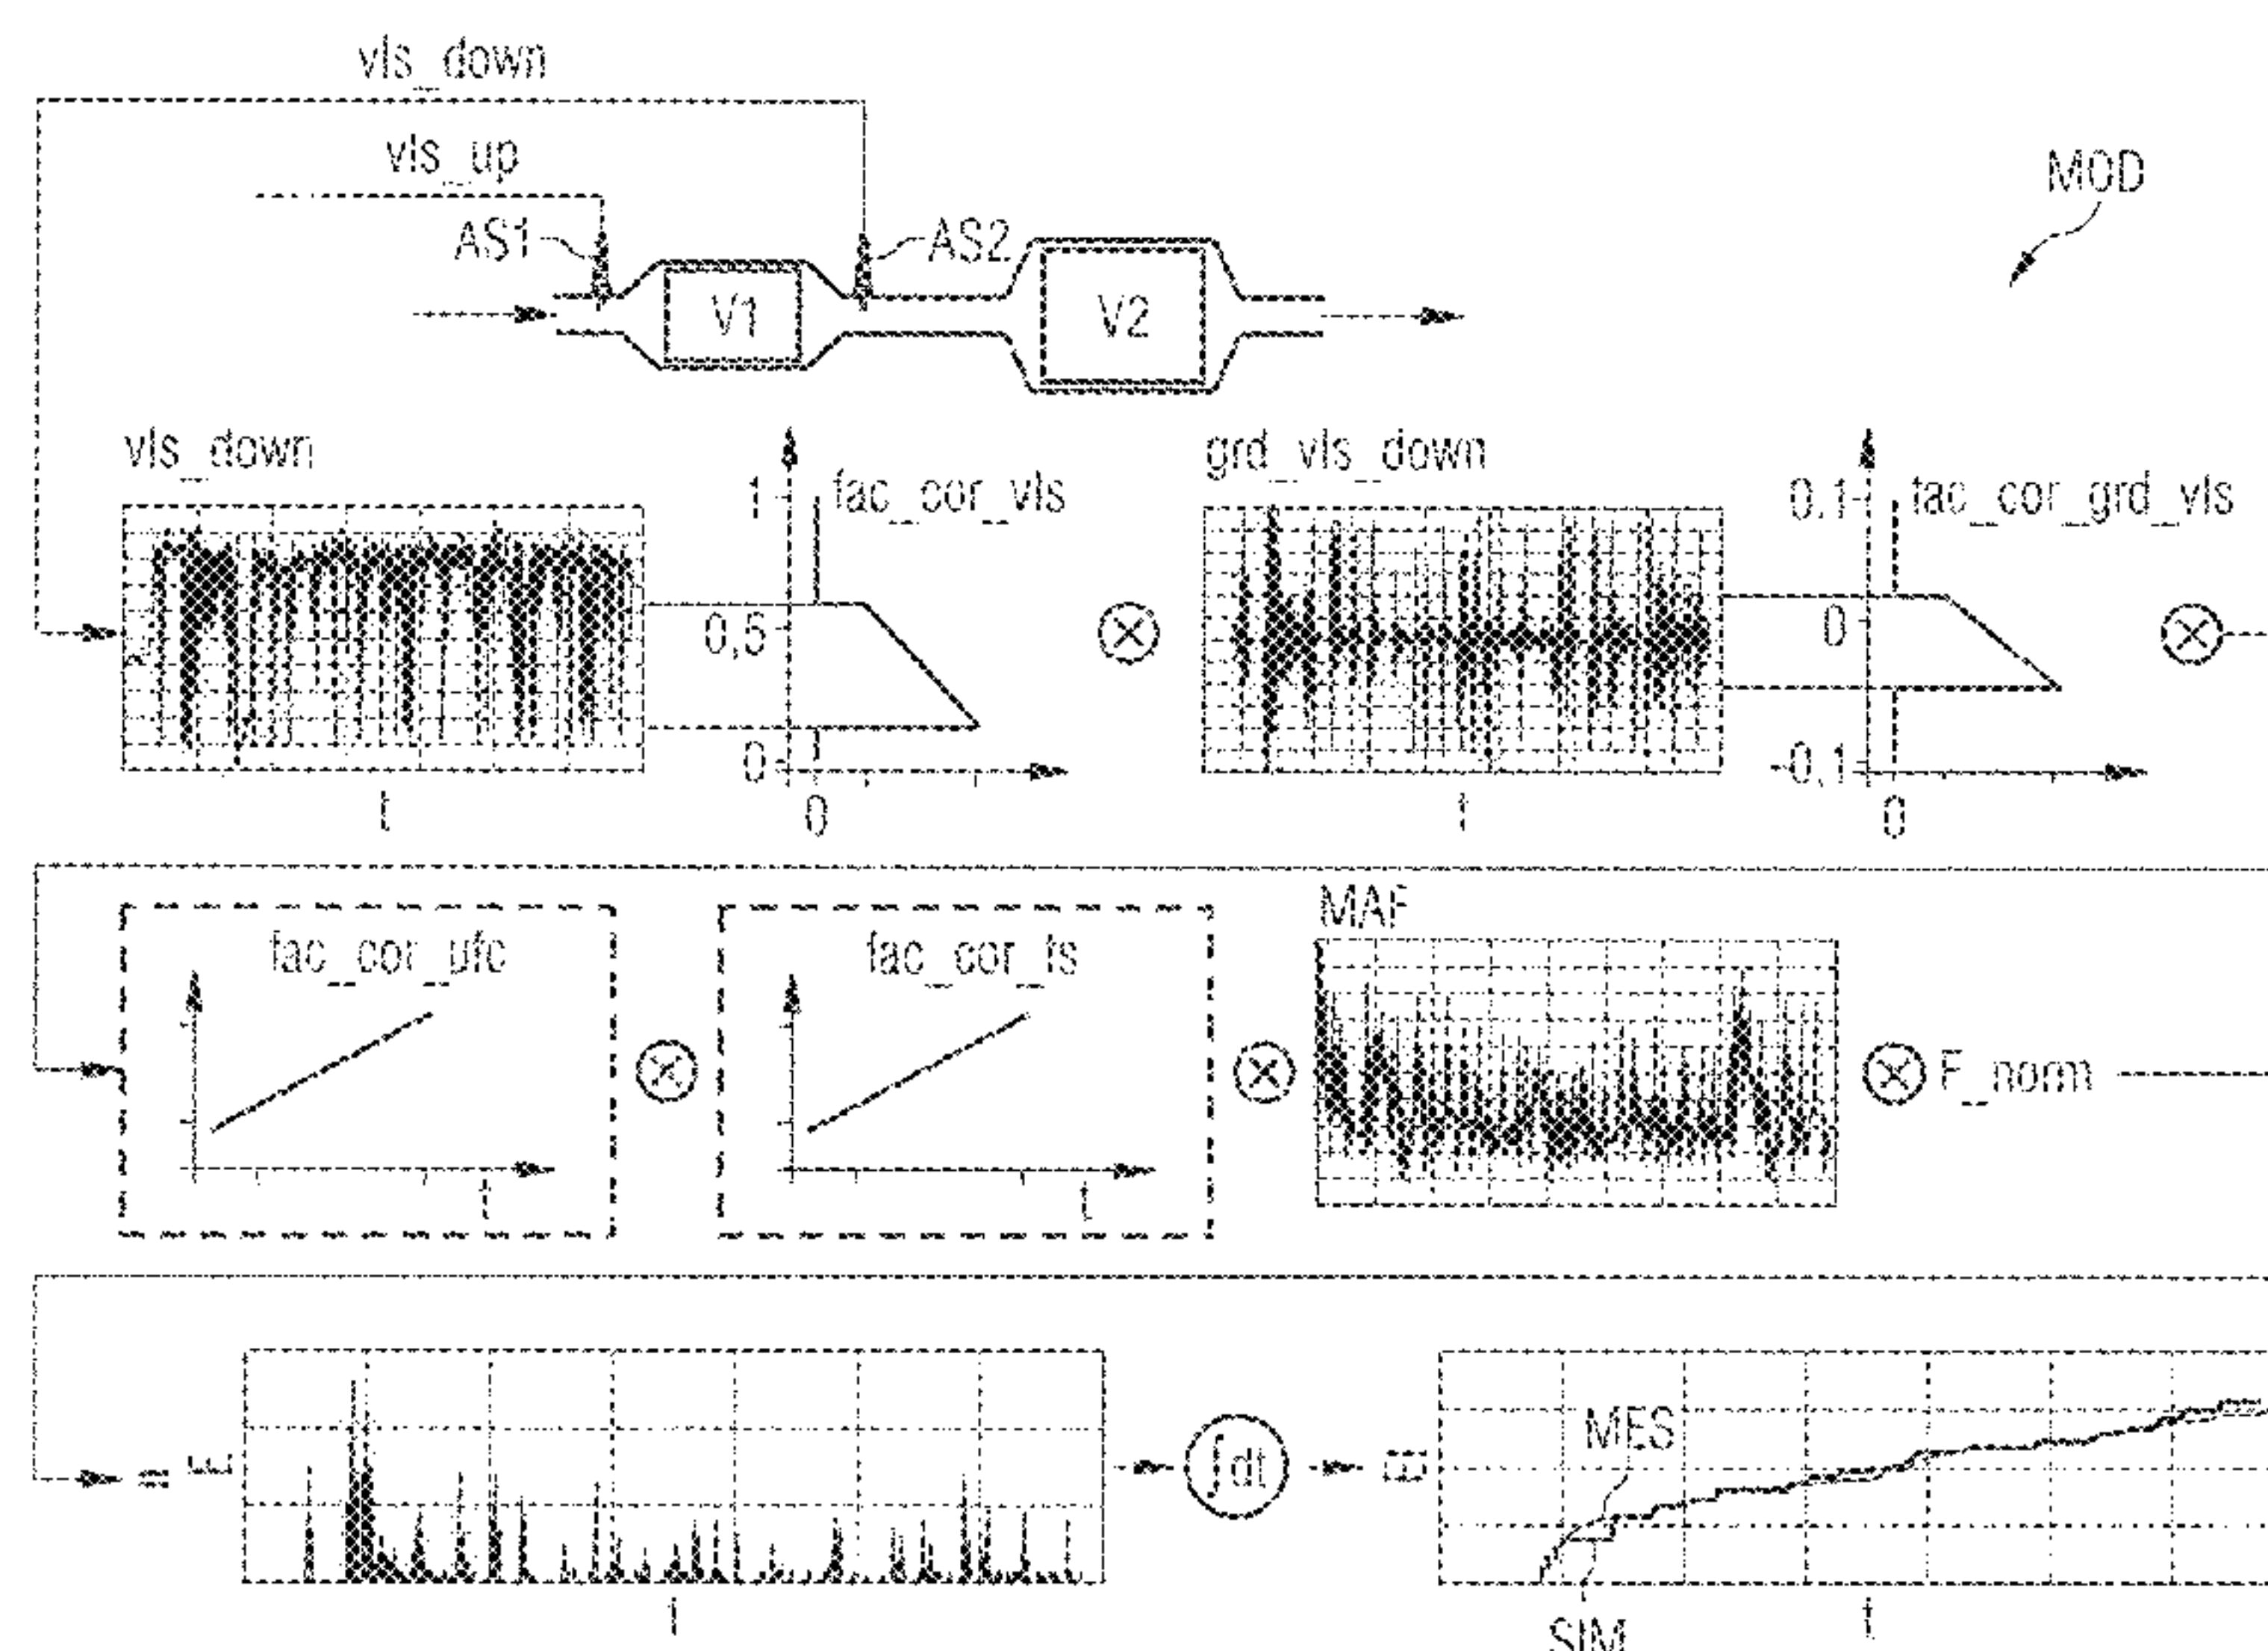 vls_down
vls_up
MOD
AS1
AS2
V1
V2
vls_down
1
fac_cor_vls
0,5
0
t
0
grd_vls_down
0.1
fac_cor_grd_vls
0
-0,1
t
0
fac_cor_ufc
t
fac_cor_ts
t
MAF
F_norm
= E
t
∫dt
E
MES
SIM
t